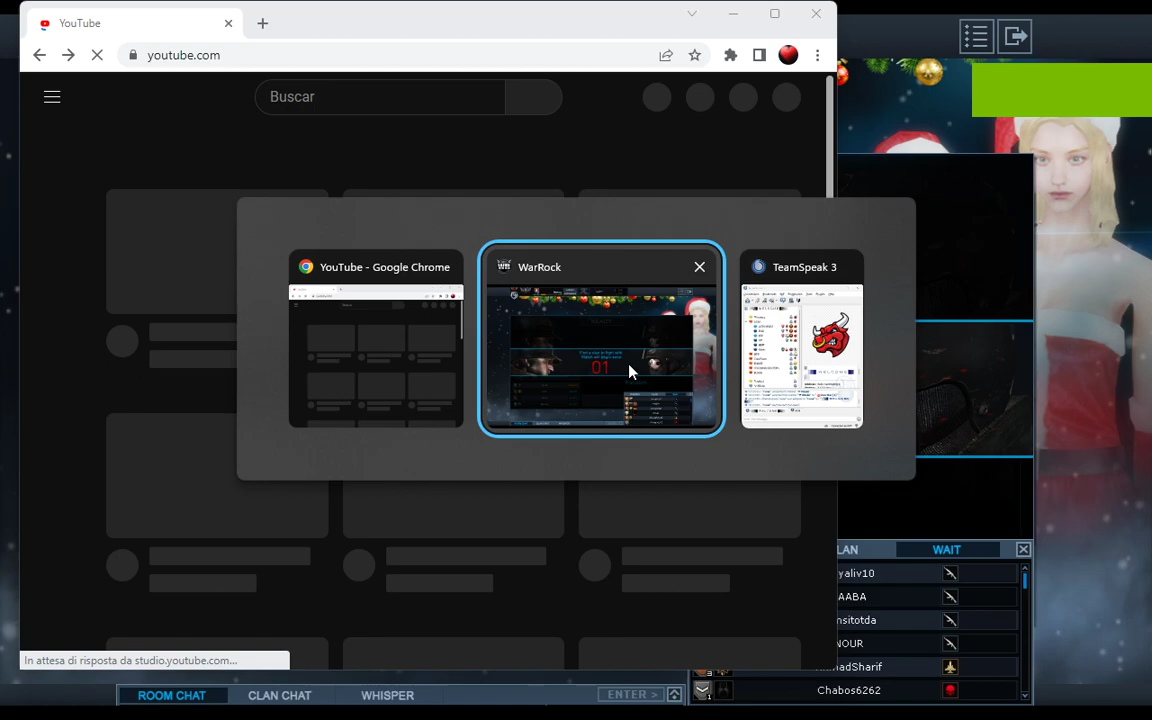 YouTube
youtube.com
Buscar
YouTube - Google Chrome
WarRock
TeamSpeak 3
01
LAN
WAIT
yaliv10
AABA
nsitotda
NOUR
madSharif
Chabos6262
In attesa di risposta da studio.youtube.com...
ROOM CHAT
CLAN CHAT
WHISPER
ENTER >